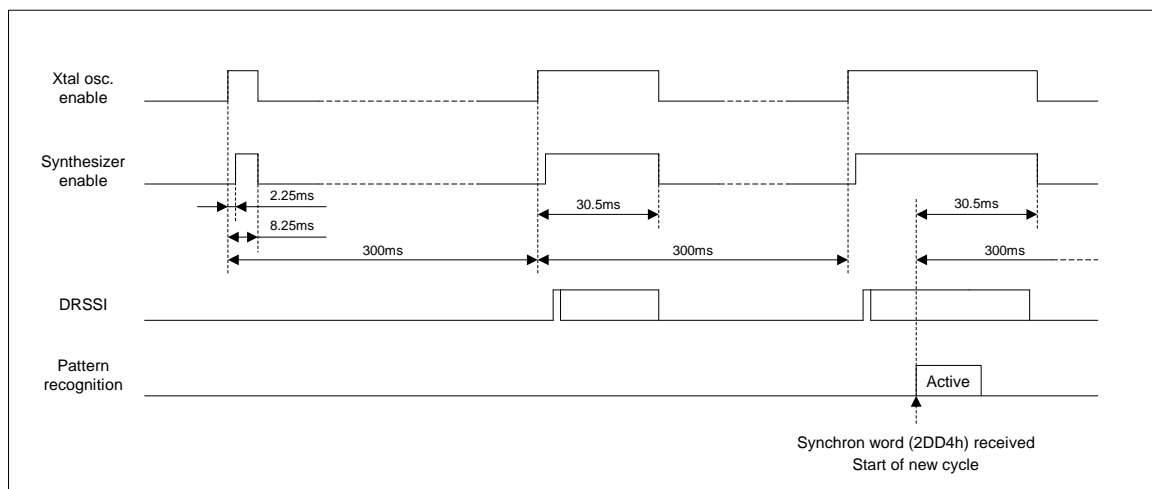 Xtal osc.
enable
Synthesizer
enable
2.25ms
8.25ms
30.5ms
30.5ms
300ms
300ms
300ms
DRSSI
Pattern
recognition
Active
Synchron word (2DD4h) received
Start of new cycle